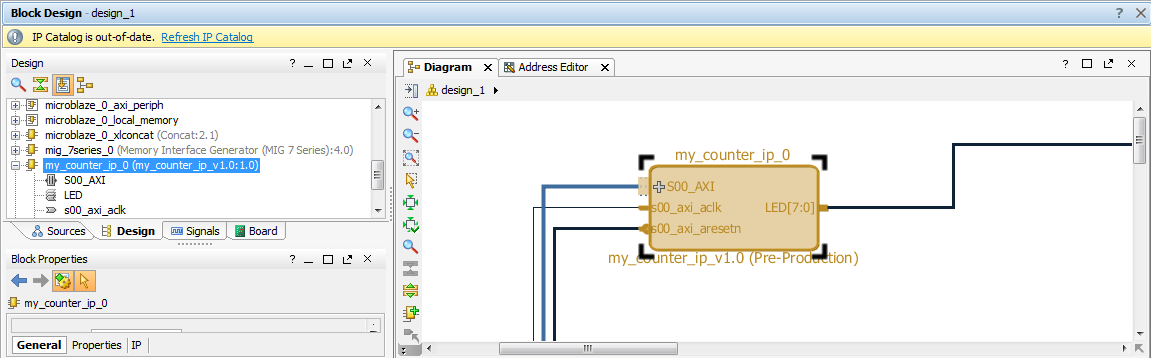 Block Design - design_1
IP Catalog is out-of-date. Refresh IP Catalog
Design
microblaze_0_axi_periph
microblaze_0_local_memory
microblaze_0_xlconcat (Concat:2.1)
mig_7series_0 (Memory Interface Generator (MIG 7 Series):4.0)
my_counter_ip_0 (my_counter_ip_v1.0:1.0)
S00_AXI
LED
s00_axi_aclk
Sources
Design
Signals
Board
Block Properties
my_counter_ip_0
General
Properties
IP
Diagram
Address Editor
design_1
my_counter_ip_0
S00_AXI
s00_axi_aclk LED[7:0]
s00_axi_aresetn
my_counter_ip_v1.0 (Pre-Production)